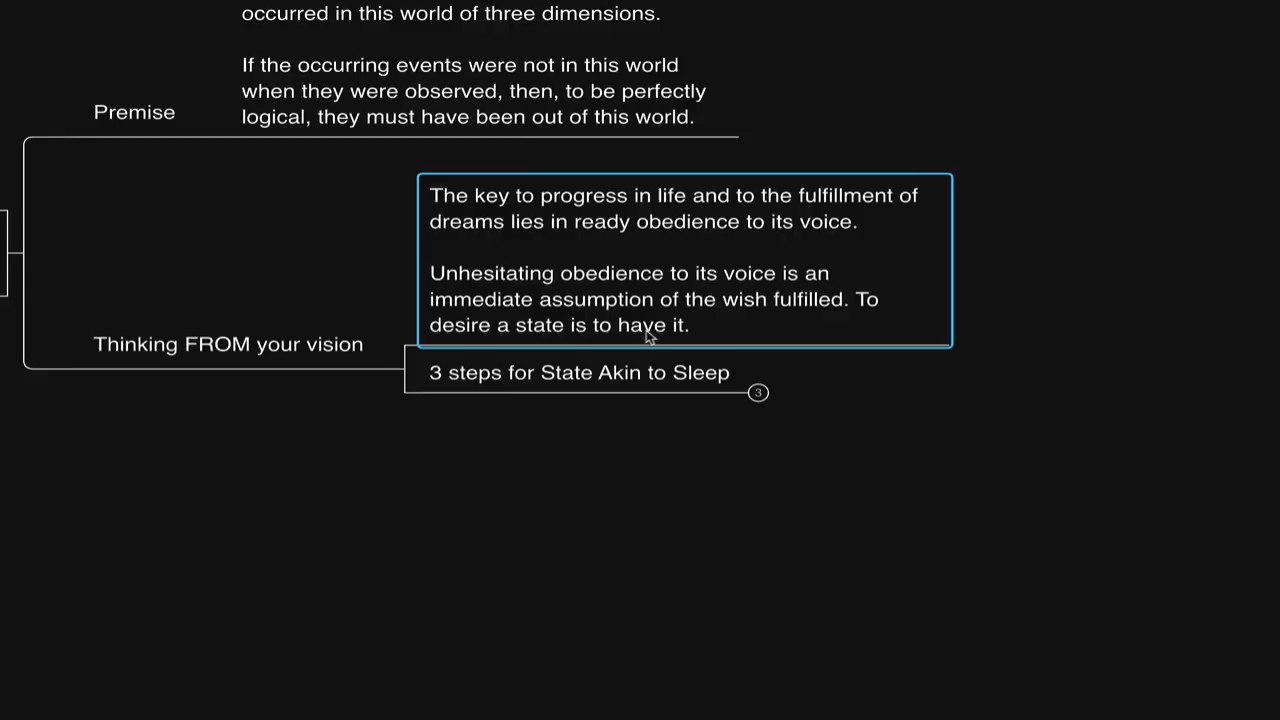 occurred in this world of three dimensions.
If the occurring events were not in this world
when they were observed, then, to be perfectly
logical, they must have been out of this world.
Premise
The key to progress in life and to the fulfillment of
dreams lies in ready obedience to its voice.
Unhesitating obedience to its voice is an
immediate assumption of the wish fulfilled. To
desire a state is to have it.
Thinking FROM your vision
3 steps for State Akin to Sleep
3